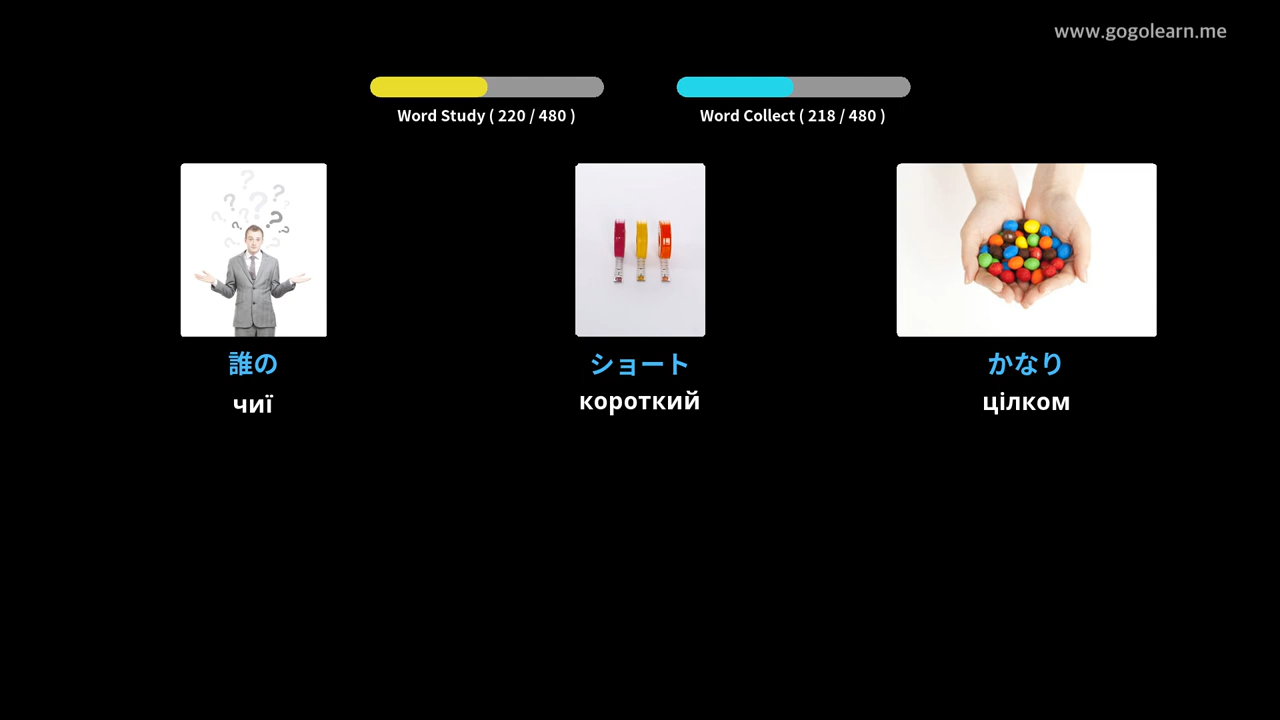 www.gogolearn.me
Word Study ( 220 / 480 )
Word Collect ( 218 / 480 )
誰の
ショート
かなり
чиї
короткий
цілком